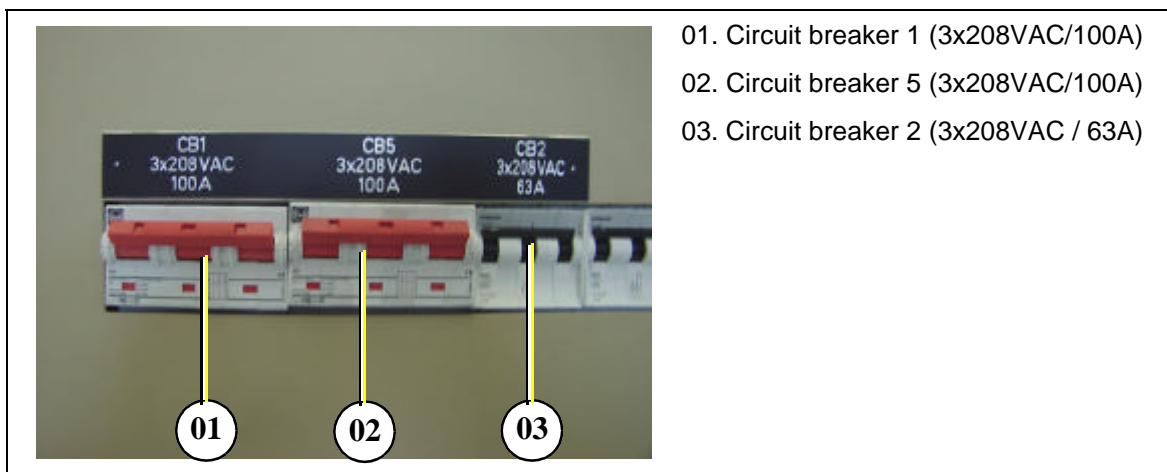 01. Circuit breaker 1 (3x208VAC/100A)
02. Circuit breaker 5 (3x208VAC/100A)
03. Circuit breaker 2 (3x208VAC / 63A)
CB1
3x208VAC
100A
CB5
3x208VAC
100A
CB2
3x208VAC
63A
01
02
03